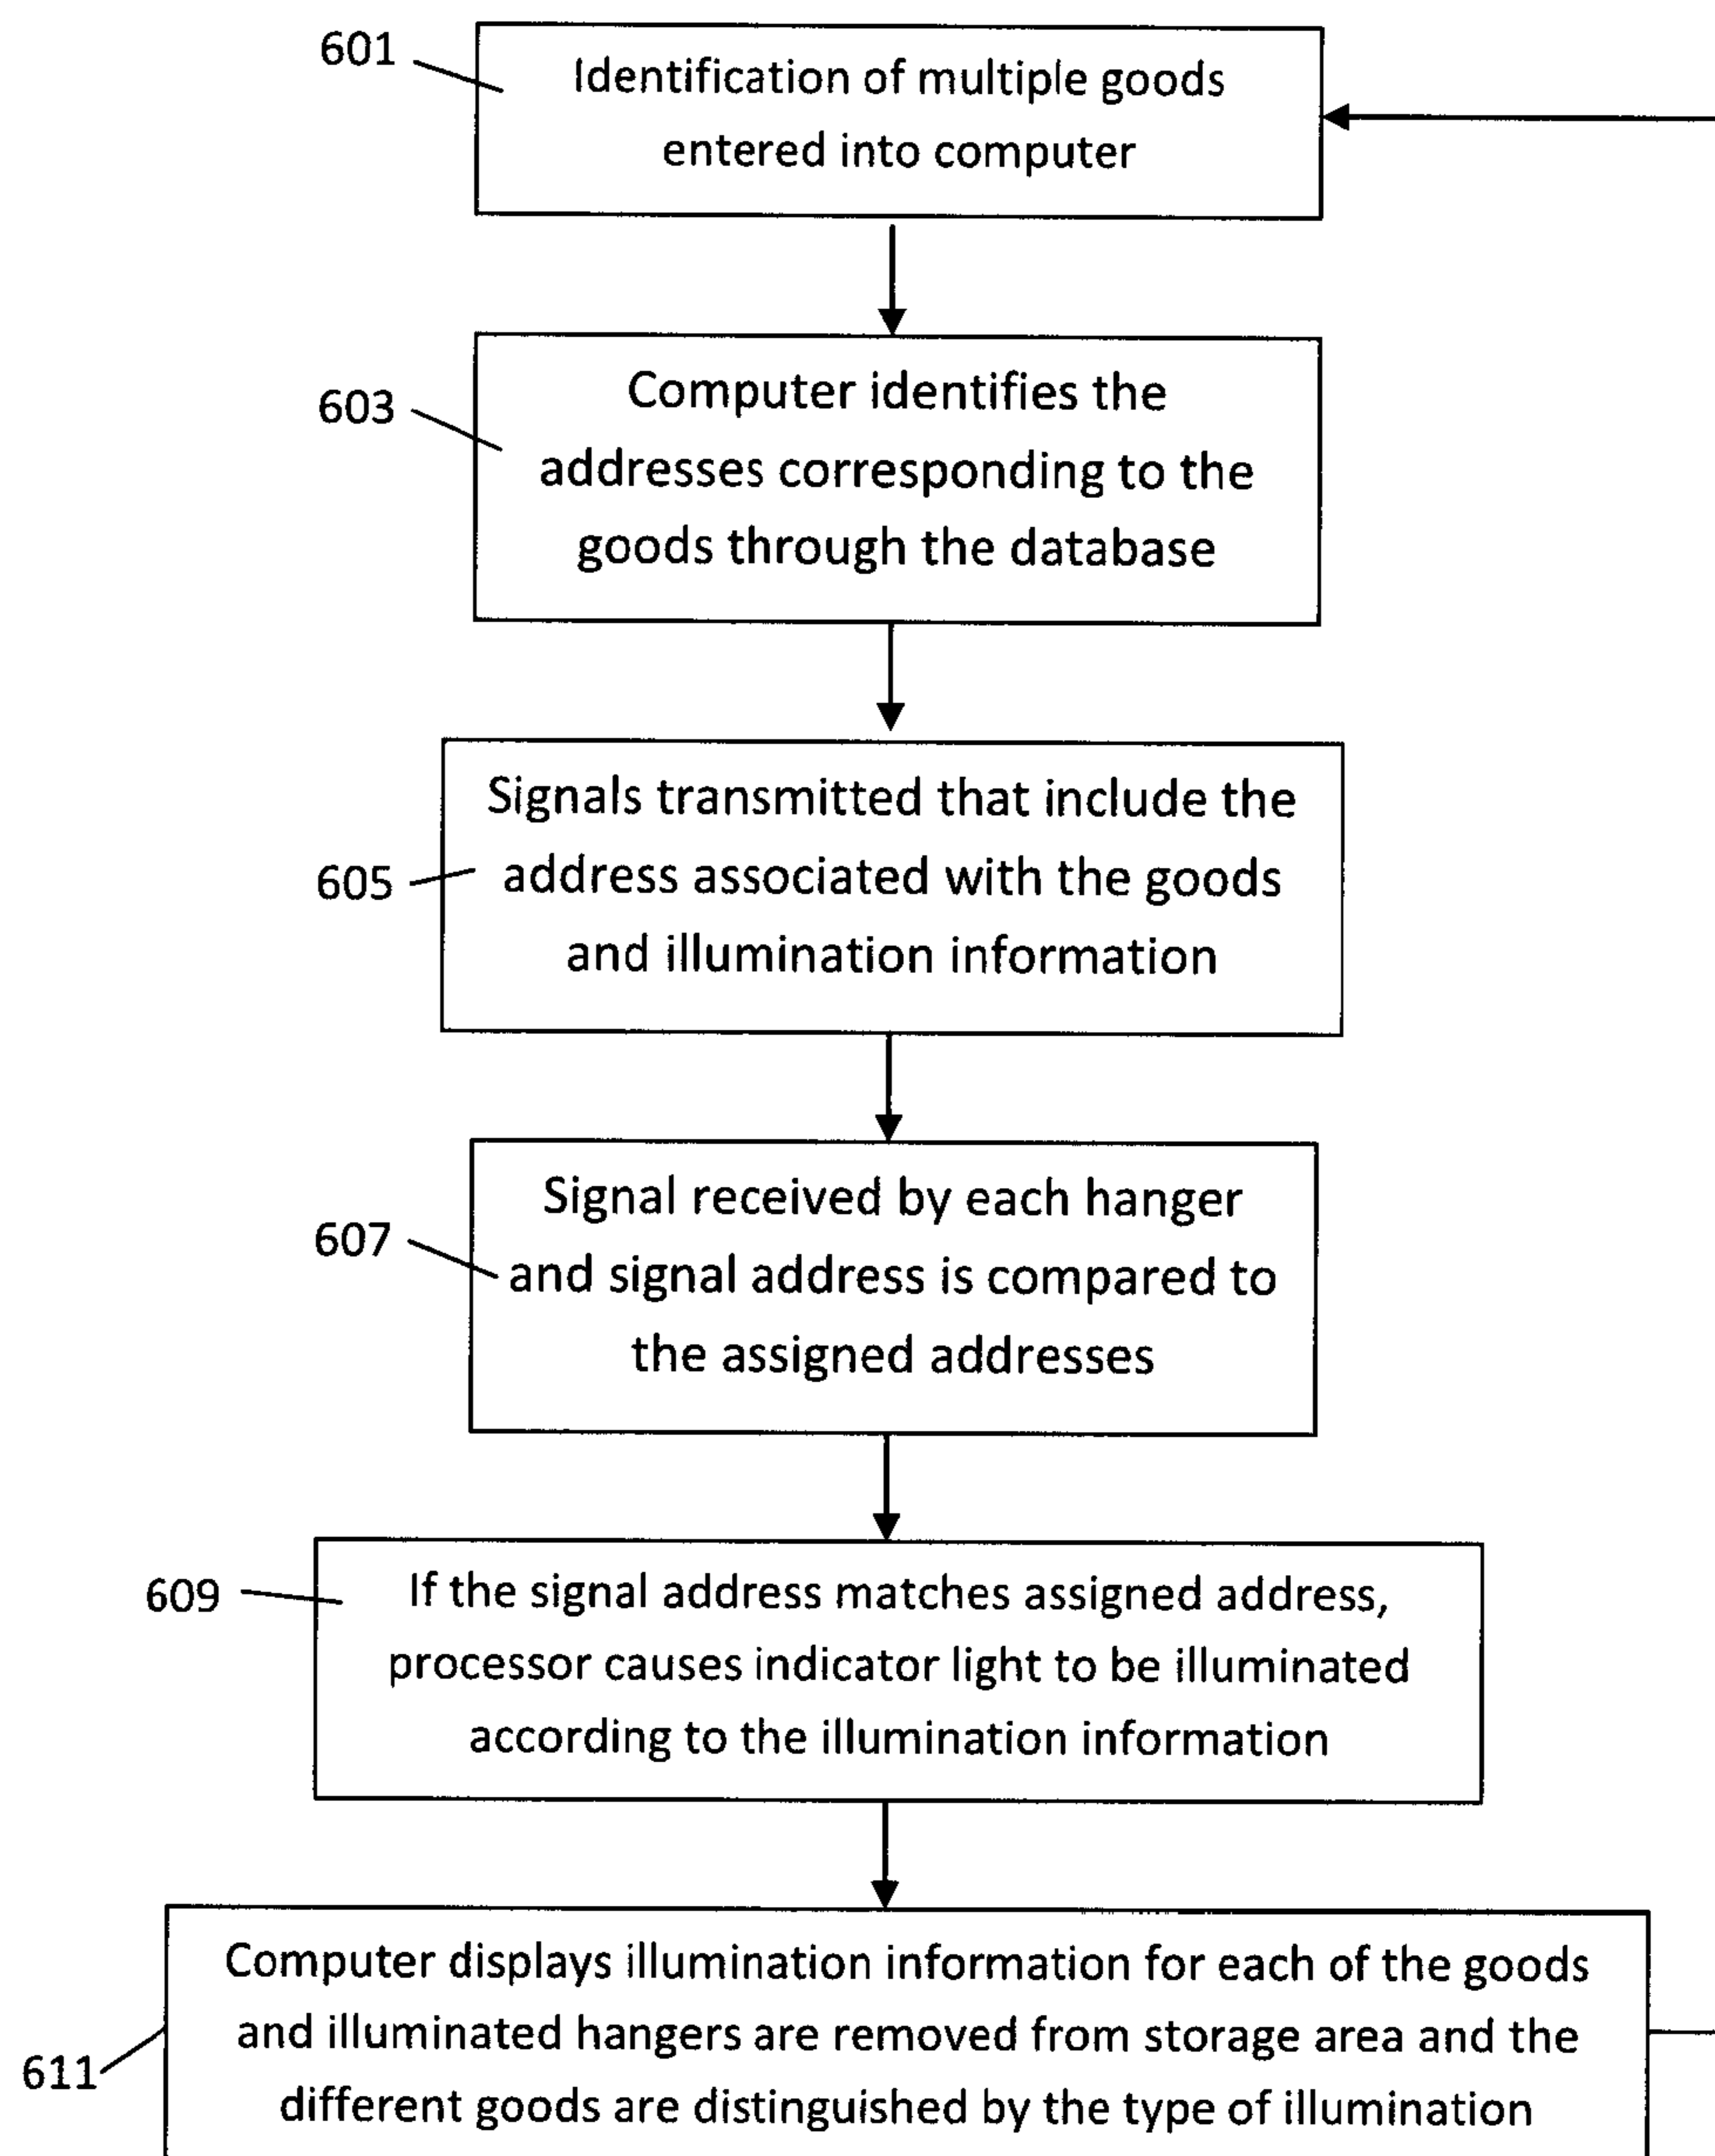 601
Identification of multiple goods
entered into computer
603
Computer identifies the
addresses corresponding to the
goods through the database
605
Signals transmitted that include the
address associated with the goods
and illumination information
607
Signal received by each hanger
and signal address is compared to
the assigned addresses
609
If the signal address matches assigned address,
processor causes indicator light to be illuminated
according to the illumination information
611
Computer displays illumination information for each of the goods
and illuminated hangers are removed from storage area and the
different goods are distinguished by the type of illumination